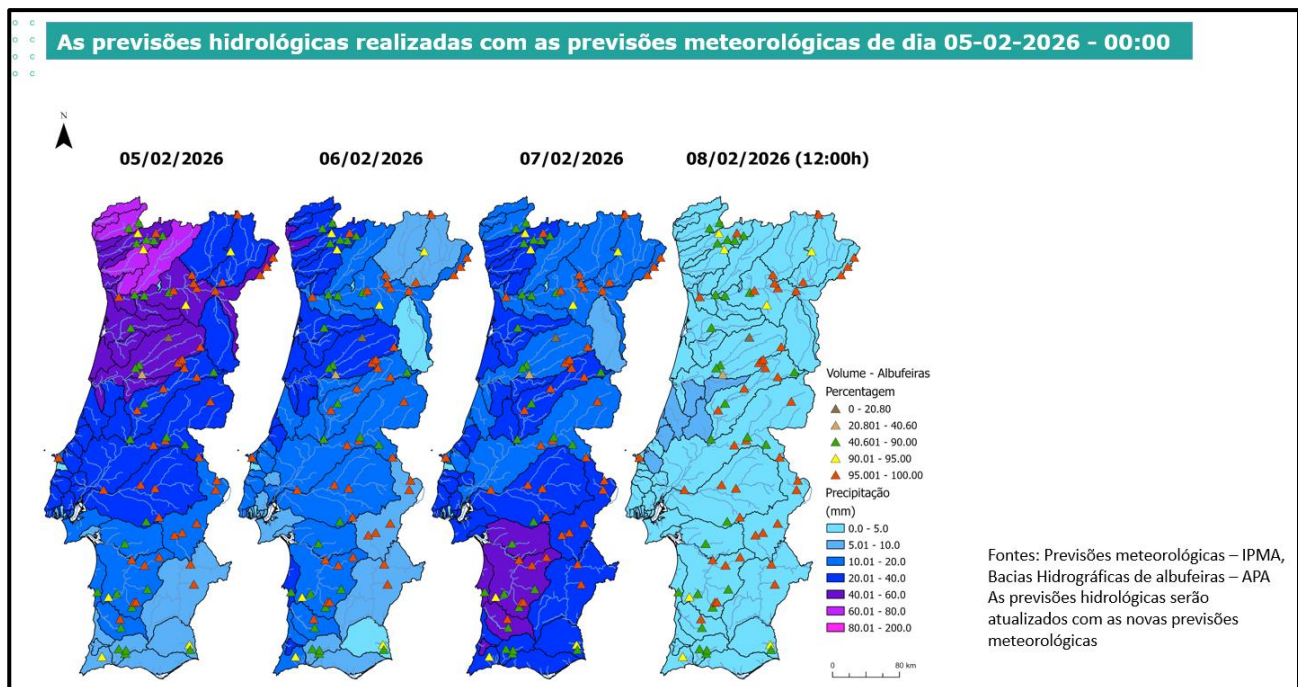 As previsões hidrológicas realizadas com as previsões meteorológicas de dia 05-02-2026 - 00:00
N
05/02/2026
06/02/2026
07/02/2026
08/02/2026 (12:00h)
Volume - Albufeiras
Percentagem
0 - 20.80
20.801 - 40.60
40.601 - 90.00
90.01 - 95.00
95.001 - 100.00
Precipitação
(mm)
0.0 - 5.0
5.01 - 10.0
10.01 - 20.0
20.01 - 40.0
40.01 - 60.0
60.01 - 80.0
80.01 - 200.0
0 80 km
Fontes: Previsões meteorológicas – IPMA,
Bacias Hidrográficas de albufeiras – APA
As previsões hidrológicas serão
atualizados com as novas previsões
meteorológicas